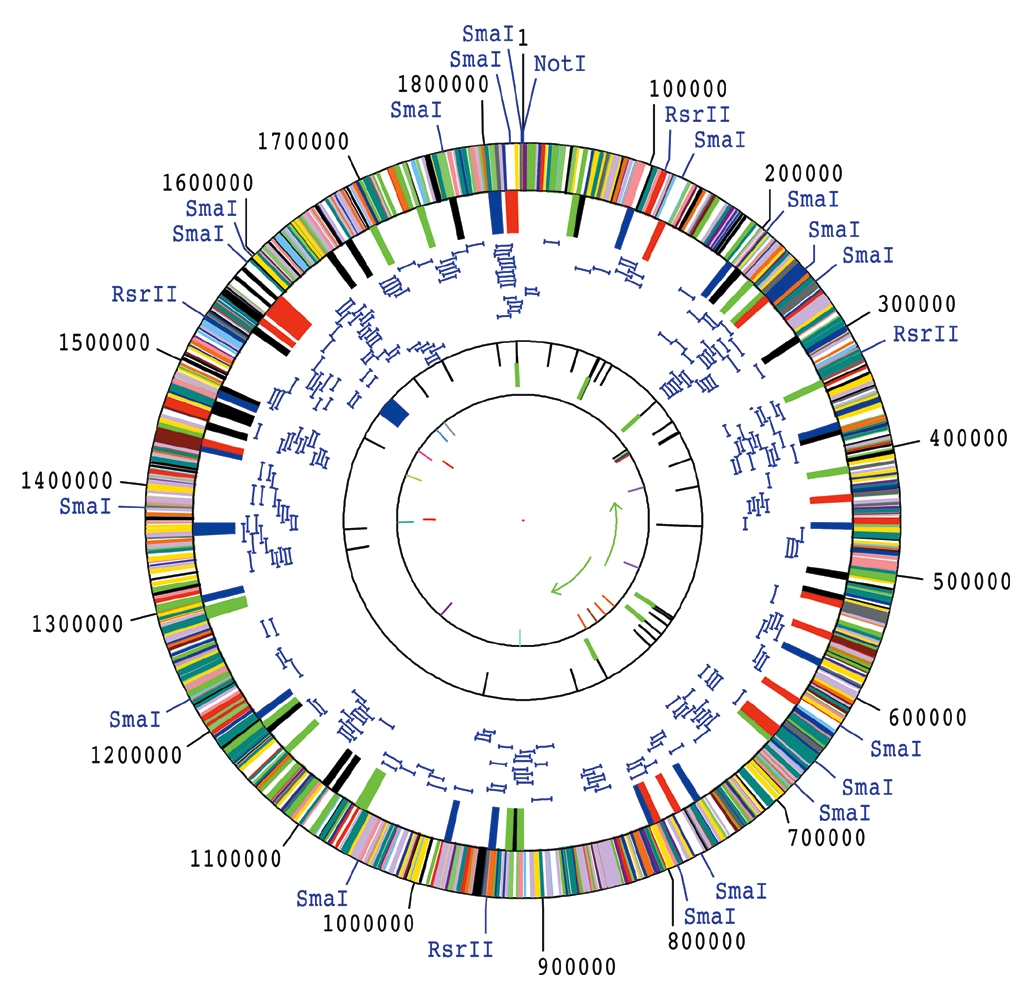 SmaI
1
SmaI
NotI
1800000
SmaI
100000
RsrII
SmaI
200000
SmaI
SmaI
SmaI
300000
RsrII
400000
500000
600000
SmaI
SmaI
SmaI
700000
SmaI
SmaI
800000
900000
RsrII
1000000
SmaI
1100000
1200000
SmaI
1300000
SmaI
1400000
1500000
RsrII
SmaI
SmaI
1600000
1700000